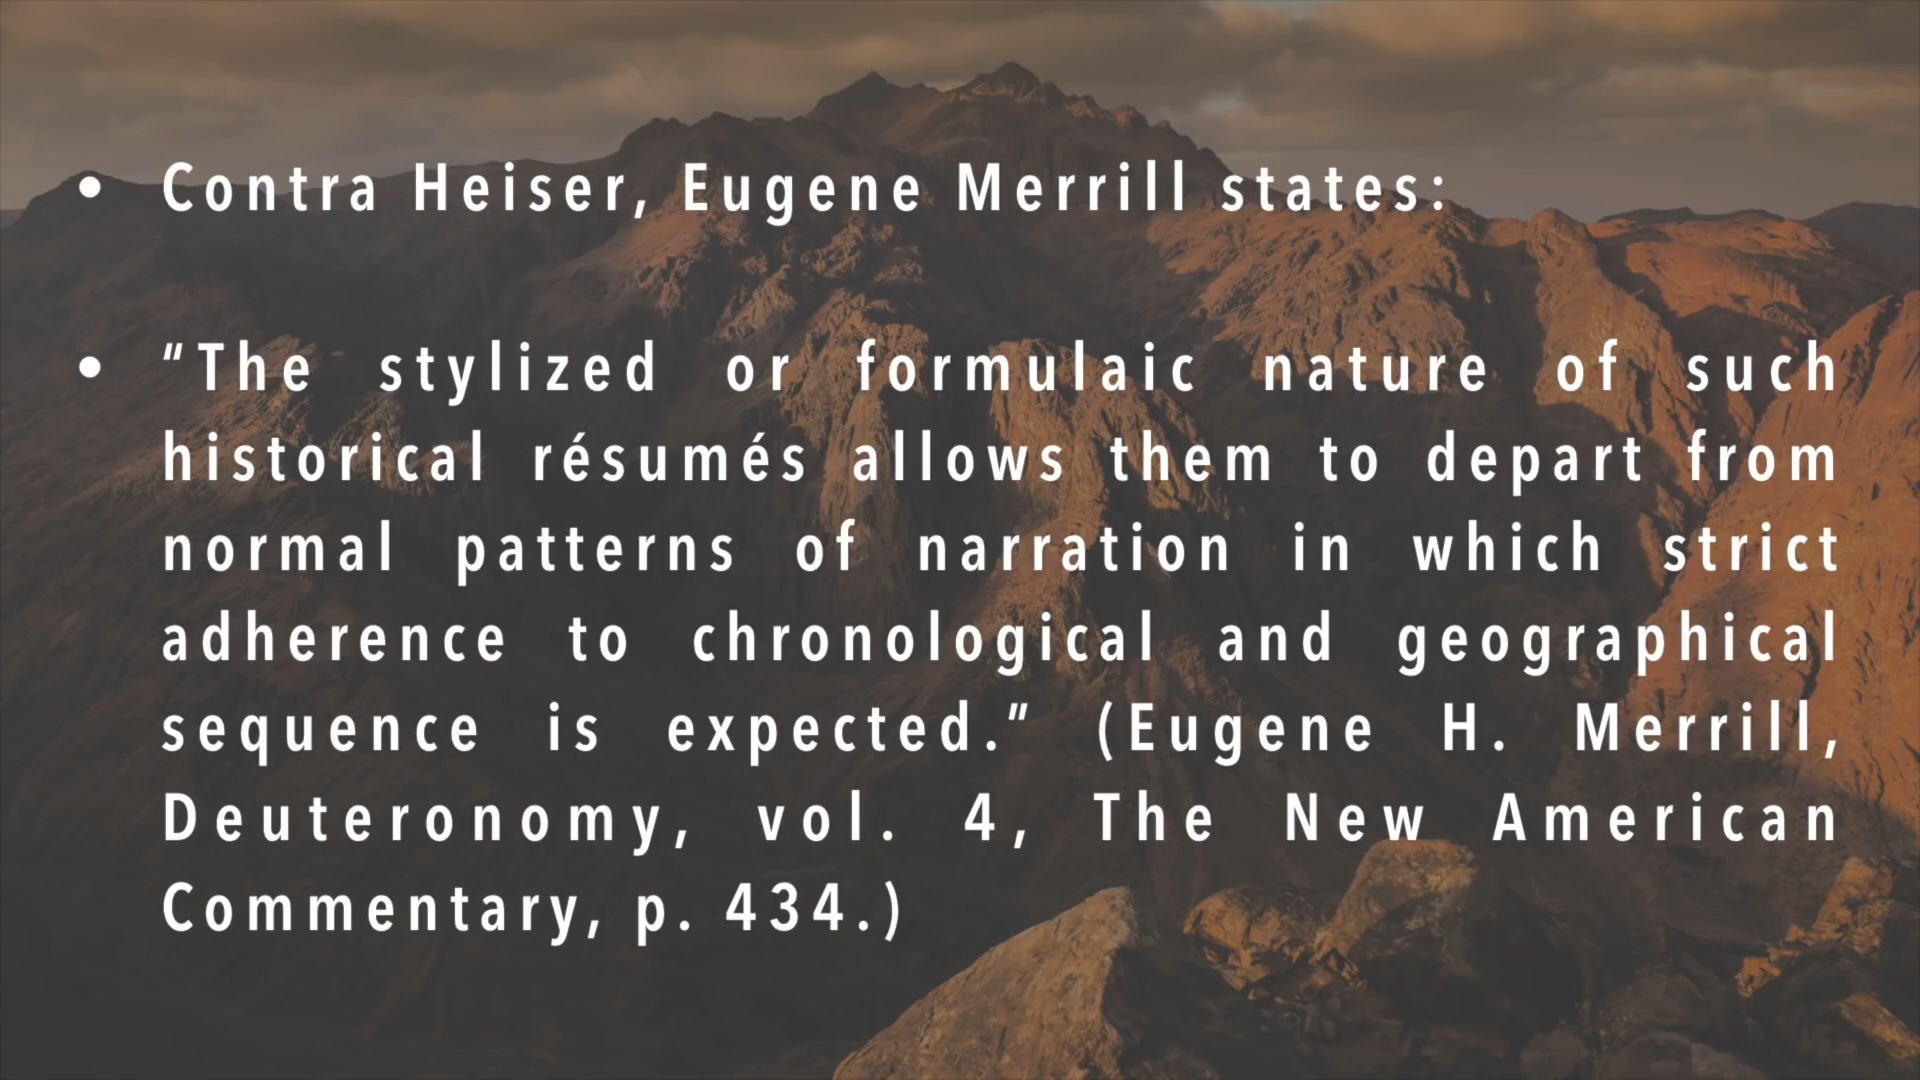 • Contra Heiser, Eugene Merrill states:
• "The stylized or formulaic nature of such
historical résumés allows them to depart from
normal patterns of narration in which strict
adherence to chronological and geographical
sequence is expected." (Eugene H. Merrill,
Deuteronomy, vol. 4, The New American
Commentary, p. 434.)